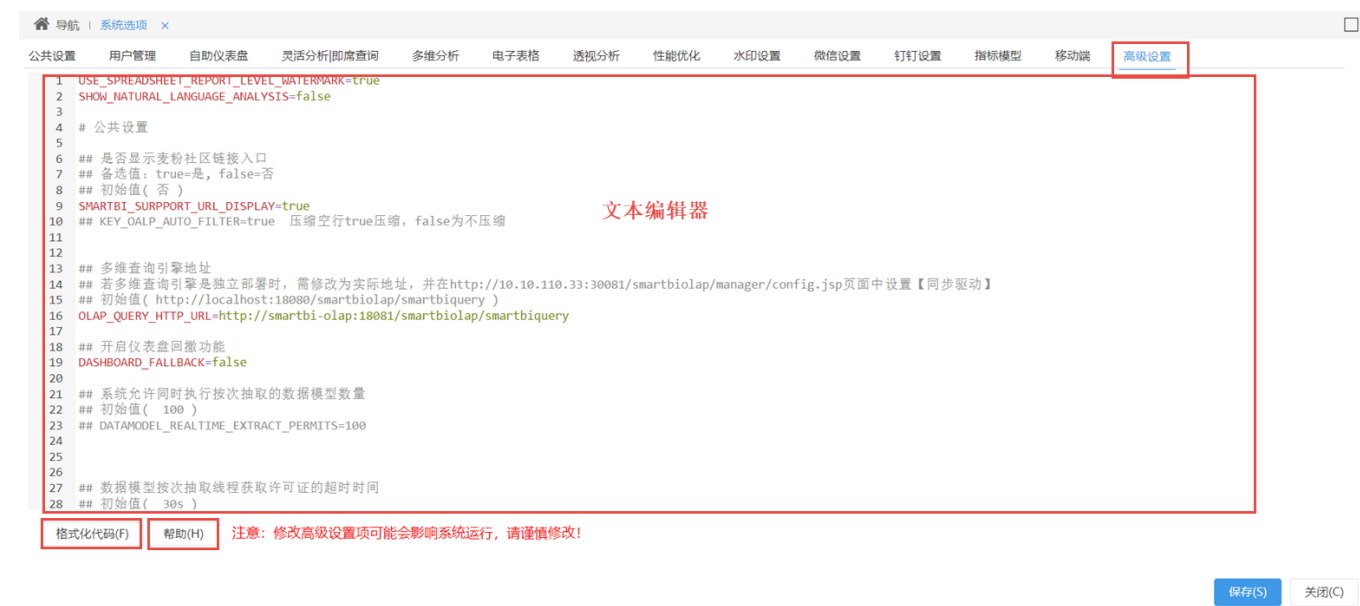 导航 系统选项 ×
公共设置 用户管理 自助仪表盘 灵活分析|即席查询 多维分析 电子表格 透视分析 性能优化 水印设置 微信设置 钉钉设置 指标模型 移动端 高级设置
1 USE_SPREADSHEET_REPORT_LEVEL_WATERMARK=true
2 SHOW_NATURAL_LANGUAGE_ANALYSIS=false
3
4 # 公共设置
5
6 ## 是否显示麦粉社区链接入口
7 ## 备选值: true=是, false=否
8 ## 初始值( 否 )
9 SMARTBI_SURPPORT_URL_DISPLAY=true
文本编辑器
10 ## KEY_OALP_AUTO_FILTER=true 压缩空行true压缩, false为不压缩
11
12
13 ## 多维查询引擎地址
14 ## 若多维查询引擎是独立部署时, 需修改为实际地址, 并在http://10.10.110.33:30081/smartbiolap/manager/config.jsp页面中设置【同步驱动】
15 ## 初始值( http://localhost:18080/smartbiolap/smartbiquery )
16 OLAP_QUERY_HTTP_URL=http://smartbi-olap:18081/smartbiolap/smartbiquery
17
18 ## 开启仪表盘回撤功能
19 DASHBOARD_FALLBACK=false
20
21 ## 系统允许同时执行按次抽取的数据模型数量
22 ## 初始值( 100 )
23 ## DATAMODEL_REALTIME_EXTRACT_PERMITS=100
24
25
26
27 ## 数据模型按次抽取线程获取许可证的超时时间
28 ## 初始值( 30s )
格式化代码(F) 帮助(H) 注意: 修改高级设置项可能会影响系统运行, 请谨慎修改!
保存(S) 关闭(C)